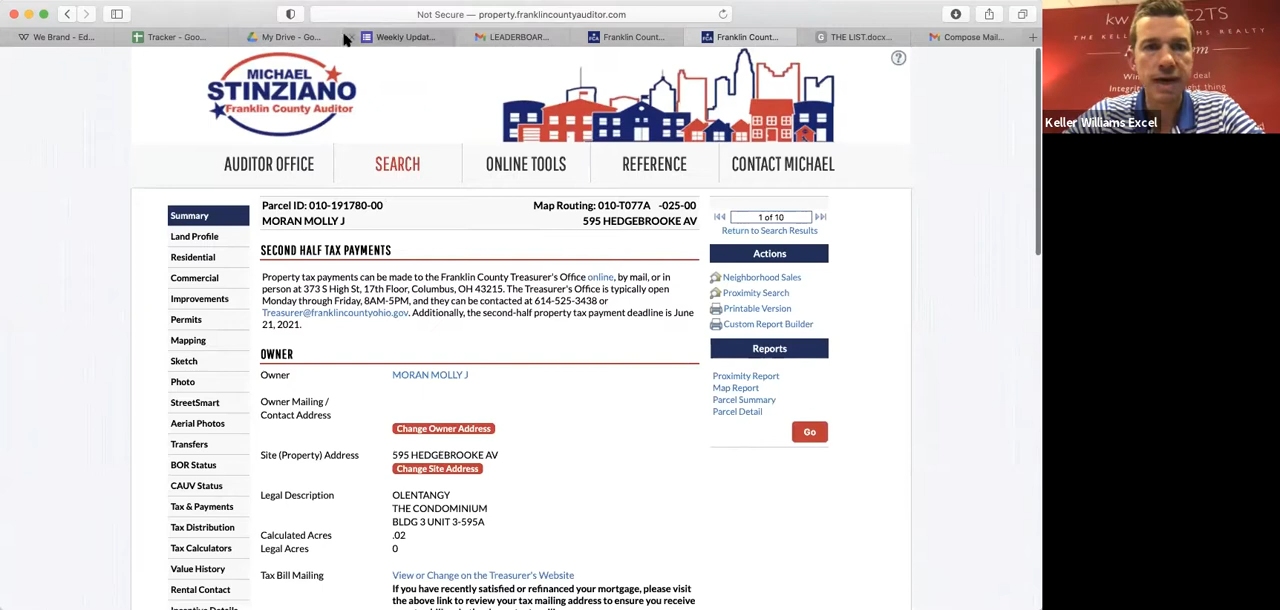 Not Secure — property.franklincountyauditor.com
We Brand - Ed...
Tracker - Goo...
My Drive - Goo...
Weekly Updat...
LEADERBOAR...
Franklin Count...
Franklin Count...
THE LIST.docx...
Compose Mail...
MICHAEL
STINZIANO
Franklin County Auditor
AUDITOR OFFICE
SEARCH
ONLINE TOOLS
REFERENCE
CONTACT MICHAEL
Summary
Land Profile
Residential
Commercial
Improvements
Permits
Mapping
Sketch
Photo
StreetSmart
Aerial Photos
Transfers
BOR Status
CAUV Status
Tax & Payments
Tax Distribution
Tax Calculators
Value History
Rental Contact
Incentive Details
Parcel ID: 010-191780-00
Map Routing: 010-T077A -025-00
MORAN MOLLY J
595 HEDGEBROOKE AV
SECOND HALF TAX PAYMENTS
Property tax payments can be made to the Franklin County Treasurer's Office online, by mail, or in
person at 373 S High St, 17th Floor, Columbus, OH 43215. The Treasurer's Office is typically open
Monday through Friday, 8AM-5PM, and they can be contacted at 614-525-3438 or
Treasurer@franklincountyohio.gov. Additionally, the second-half property tax payment deadline is June
21, 2021.
OWNER
Owner
MORAN MOLLY J
Owner Mailing /
Contact Address
Change Owner Address
Site (Property) Address
595 HEDGEBROOKE AV
Change Site Address
Legal Description
OLENTANGY
THE CONDOMINIUM
BLDG 3 UNIT 3-595A
Calculated Acres
.02
Legal Acres
0
Tax Bill Mailing
View or Change on the Treasurer's Website
If you have recently satisfied or refinanced your mortgage, please visit
the above link to review your tax mailing address to ensure you receive
1 of 10
Return to Search Results
Actions
Neighborhood Sales
Proximity Search
Printable Version
Custom Report Builder
Reports
Proximity Report
Map Report
Parcel Summary
Parcel Detail
Go
kw
C2TS
REALTY
Keller Williams Excel